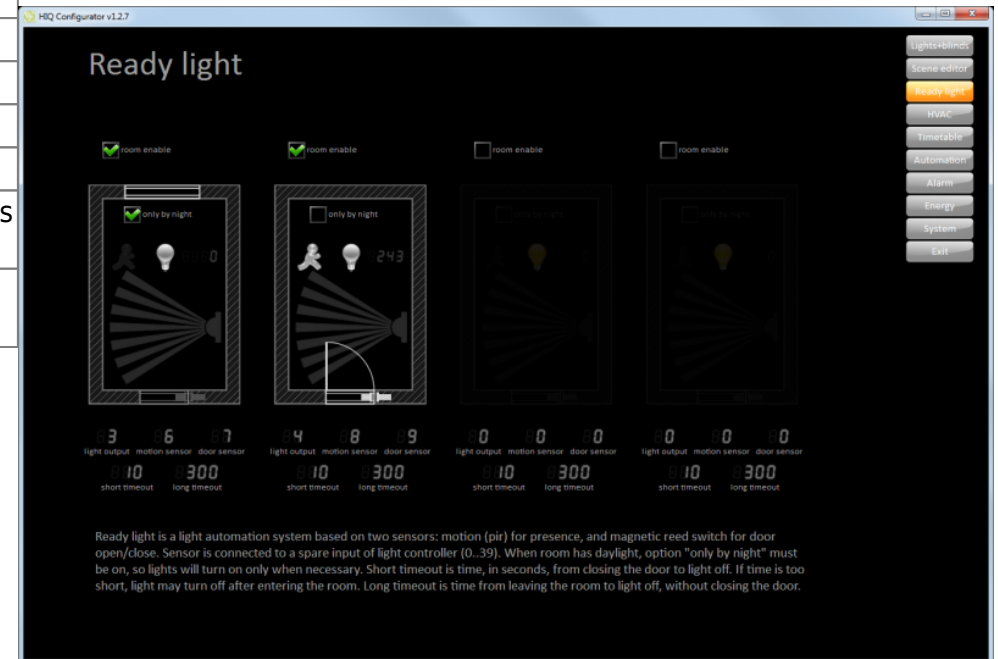 HIQ Configurator v1.2.7
Ready light
Lights+blinds
Scene editor
Ready light
HVAC
Timetable
Automation
Alarm
Energy
System
Exit
room enable room enable room enable room enable
only by night only by night only by night only by night
0 243
s
3 6 7 4 8 9 0 0 0 0 0 0
light output motion sensor door sensor light output motion sensor door sensor light output motion sensor door sensor light output motion sensor door sensor
10 300 10 300 10 300 10 300
short timeout long timeout short timeout long timeout short timeout long timeout short timeout long timeout
Ready light is a light automation system based on two sensors: motion (pir) for presence, and magnetic reed switch for door
open/close. Sensor is connected to a spare input of light controller (0..39). When room has daylight, option "only by night" must
be on, so lights will turn on only when necessary. Short timeout is time, in seconds, from closing the door to light off. If time is too
short, light may turn off after entering the room. Long timeout is time from leaving the room to light off, without closing the door.